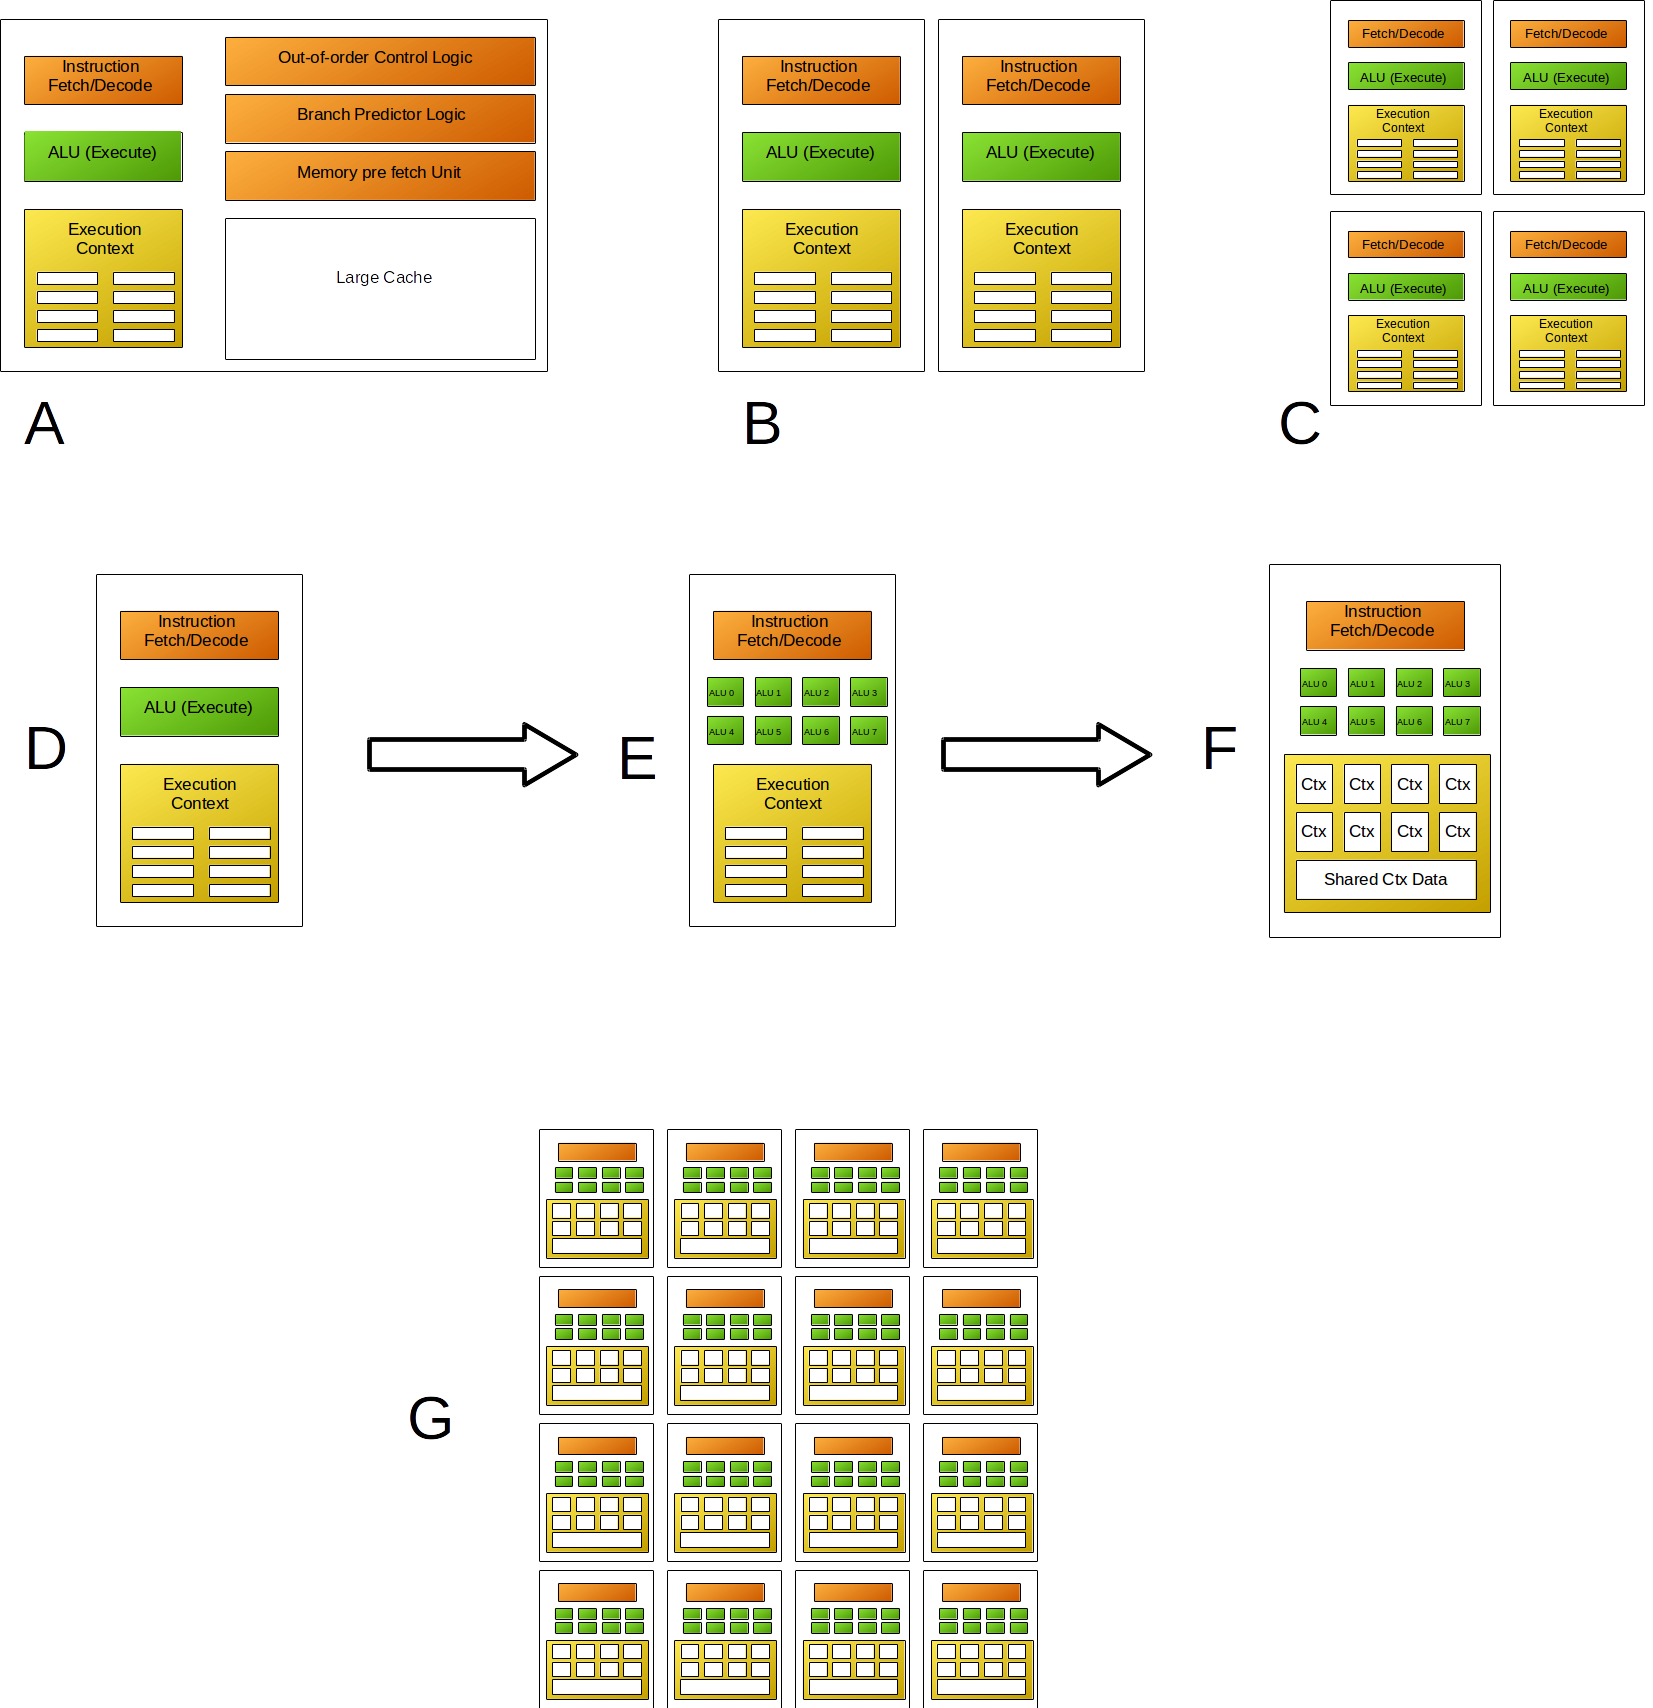 Instruction
Fetch/Decode
ALU (Execute)
Execution
Context
Out-of-order Control Logic
Branch Predictor Logic
Memory pre fetch Unit
Large Cache
A
Instruction
Fetch/Decode
ALU (Execute)
Execution
Context
Instruction
Fetch/Decode
ALU (Execute)
Execution
Context
B
Fetch/Decode
ALU (Execute)
Execution
Context
Fetch/Decode
ALU (Execute)
Execution
Context
Fetch/Decode
ALU (Execute)
Execution
Context
Fetch/Decode
ALU (Execute)
Execution
Context
C
D
Instruction
Fetch/Decode
ALU (Execute)
Execution
Context
E
Instruction
Fetch/Decode
ALU 0 ALU 1 ALU 2 ALU 3
ALU 4 ALU 5 ALU 6 ALU 7
Execution
Context
F
Instruction
Fetch/Decode
ALU 0 ALU 1 ALU 2 ALU 3
ALU 4 ALU 5 ALU 6 ALU 7
Ctx Ctx Ctx Ctx
Ctx Ctx Ctx Ctx
Shared Ctx Data
G